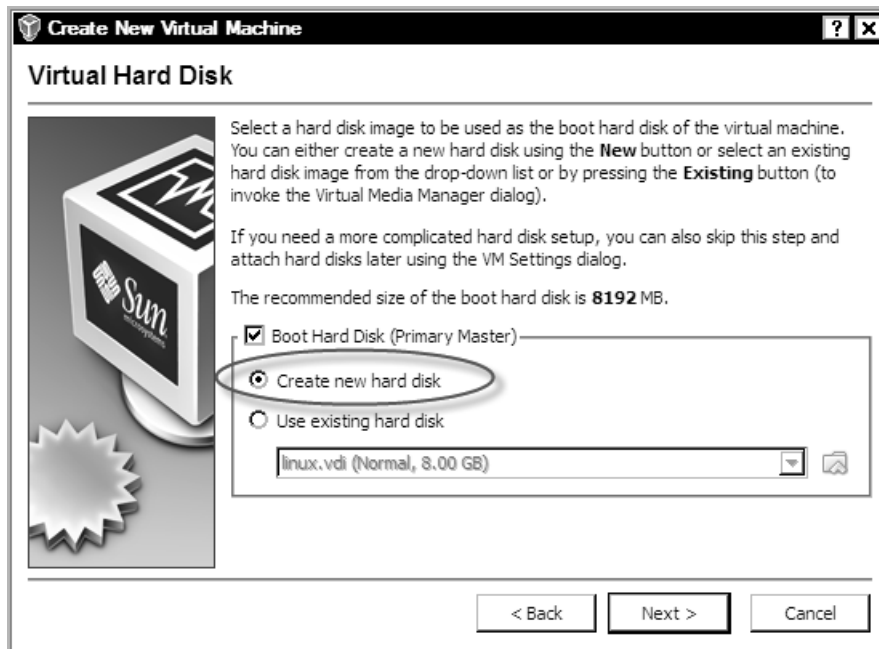 Create New Virtual Machine
Virtual Hard Disk
Select a hard disk image to be used as the boot hard disk of the virtual machine.
You can either create a new hard disk using the New button or select an existing
hard disk image from the drop-down list or by pressing the Existing button (to
invoke the Virtual Media Manager dialog).
If you need a more complicated hard disk setup, you can also skip this step and
attach hard disks later using the VM Settings dialog.
The recommended size of the boot hard disk is 8192 MB.
Boot Hard Disk (Primary Master)
Create new hard disk
Use existing hard disk
linux.vdi (Normal, 8.00 GB)
Sun
microsystems
< Back
Next >
Cancel